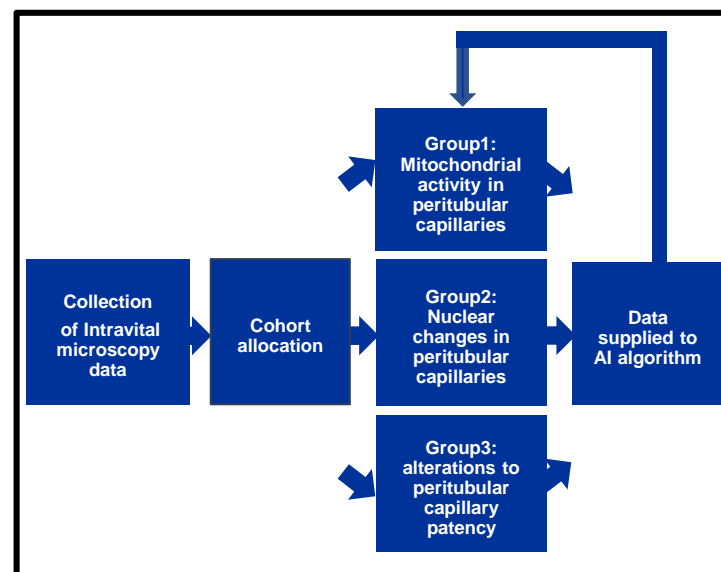 Collection
of Intravital
microscopy
data
Cohort
allocation
Group1:
Mitochondrial
activity in
peritubular
capillaries
Group2:
Nuclear
changes in
peritubular
capillaries
Group3:
alterations to
peritubular
capillary
patency
Data
supplied to
AI algorithm